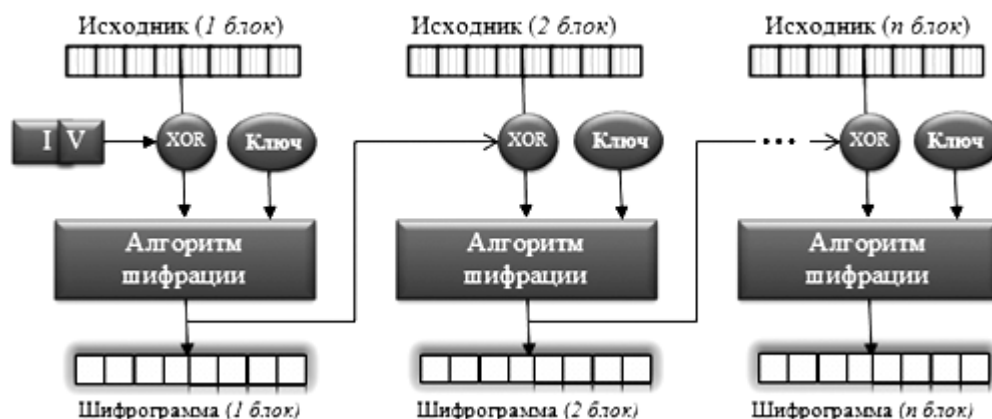 Исходник (1 блок)
Исходник (2 блок)
Исходник (n блок)
I V
XOR
Ключ
XOR
Ключ
...
XOR
Ключ
Алгоритм
шифрации
Алгоритм
шифрации
Алгоритм
шифрации
Шифрограмма (1 блок)
Шифрограмма (2 блок)
Шифрограмма (n блок)